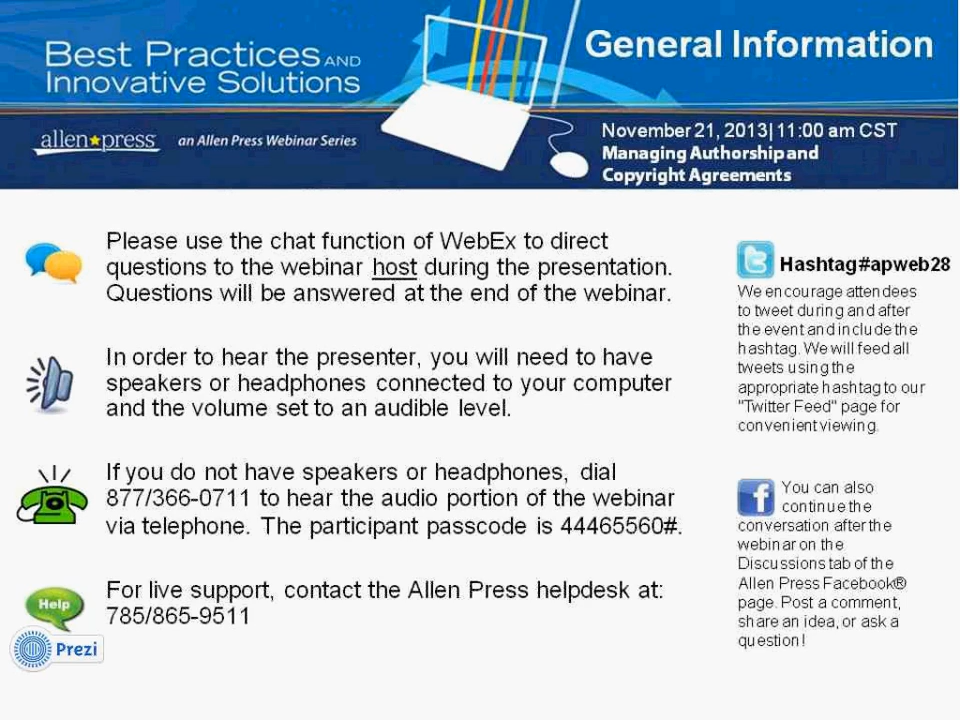 Best Practices AND
Innovative Solutions
General Information
allen press an Allen Press Webinar Series
November 21, 2013| 11:00 am CST
Managing Authorship and
Copyright Agreements
Please use the chat function of WebEx to direct
questions to the webinar host during the presentation.
Questions will be answered at the end of the webinar.
In order to hear the presenter, you will need to have
speakers or headphones connected to your computer
and the volume set to an audible level.
If you do not have speakers or headphones, dial
877/366-0711 to hear the audio portion of the webinar
via telephone. The participant passcode is 44465560#.
Help
For live support, contact the Allen Press helpdesk at:
785/865-9511
Prezi
Hashtag #apweb28
We encourage attendees
to tweet during and after
the event and include the
hashtag. We will feed all
tweets using the
appropriate hashtag to our
"Twitter Feed" page for
convenient viewing.
You can also
continue the
conversation after the
webinar on the
Discussions tab of the
Allen Press Facebook®
page. Post a comment,
share an idea, or ask a
question!